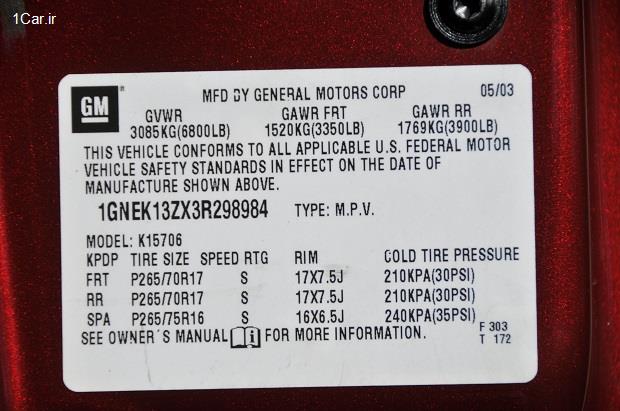 1Car.ir
GM
MFD BY GENERAL MOTORS CORP 05/03
GVWR GAWR FRT GAWR RR
3085KG(6800LB) 1520KG(3350LB) 1769KG(3900LB)
THIS VEHICLE CONFORMS TO ALL APPLICABLE U.S. FEDERAL MOTOR
VEHICLE SAFETY STANDARDS IN EFFECT ON THE DATE OF
MANUFACTURE SHOWN ABOVE.
1GNEK13ZX3R298984 TYPE: M.P.V.
MODEL: K15706
KPDP TIRE SIZE SPEED RTG RIM COLD TIRE PRESSURE
FRT P265/70R17 S 17X7.5J 210KPA(30PSI)
RR P265/70R17 S 17X7.5J 210KPA(30PSI)
SPA P265/75R16 S 16X6.5J 240KPA(35PSI)
SEE OWNER'S MANUAL FOR MORE INFORMATION.
F 303
T 172